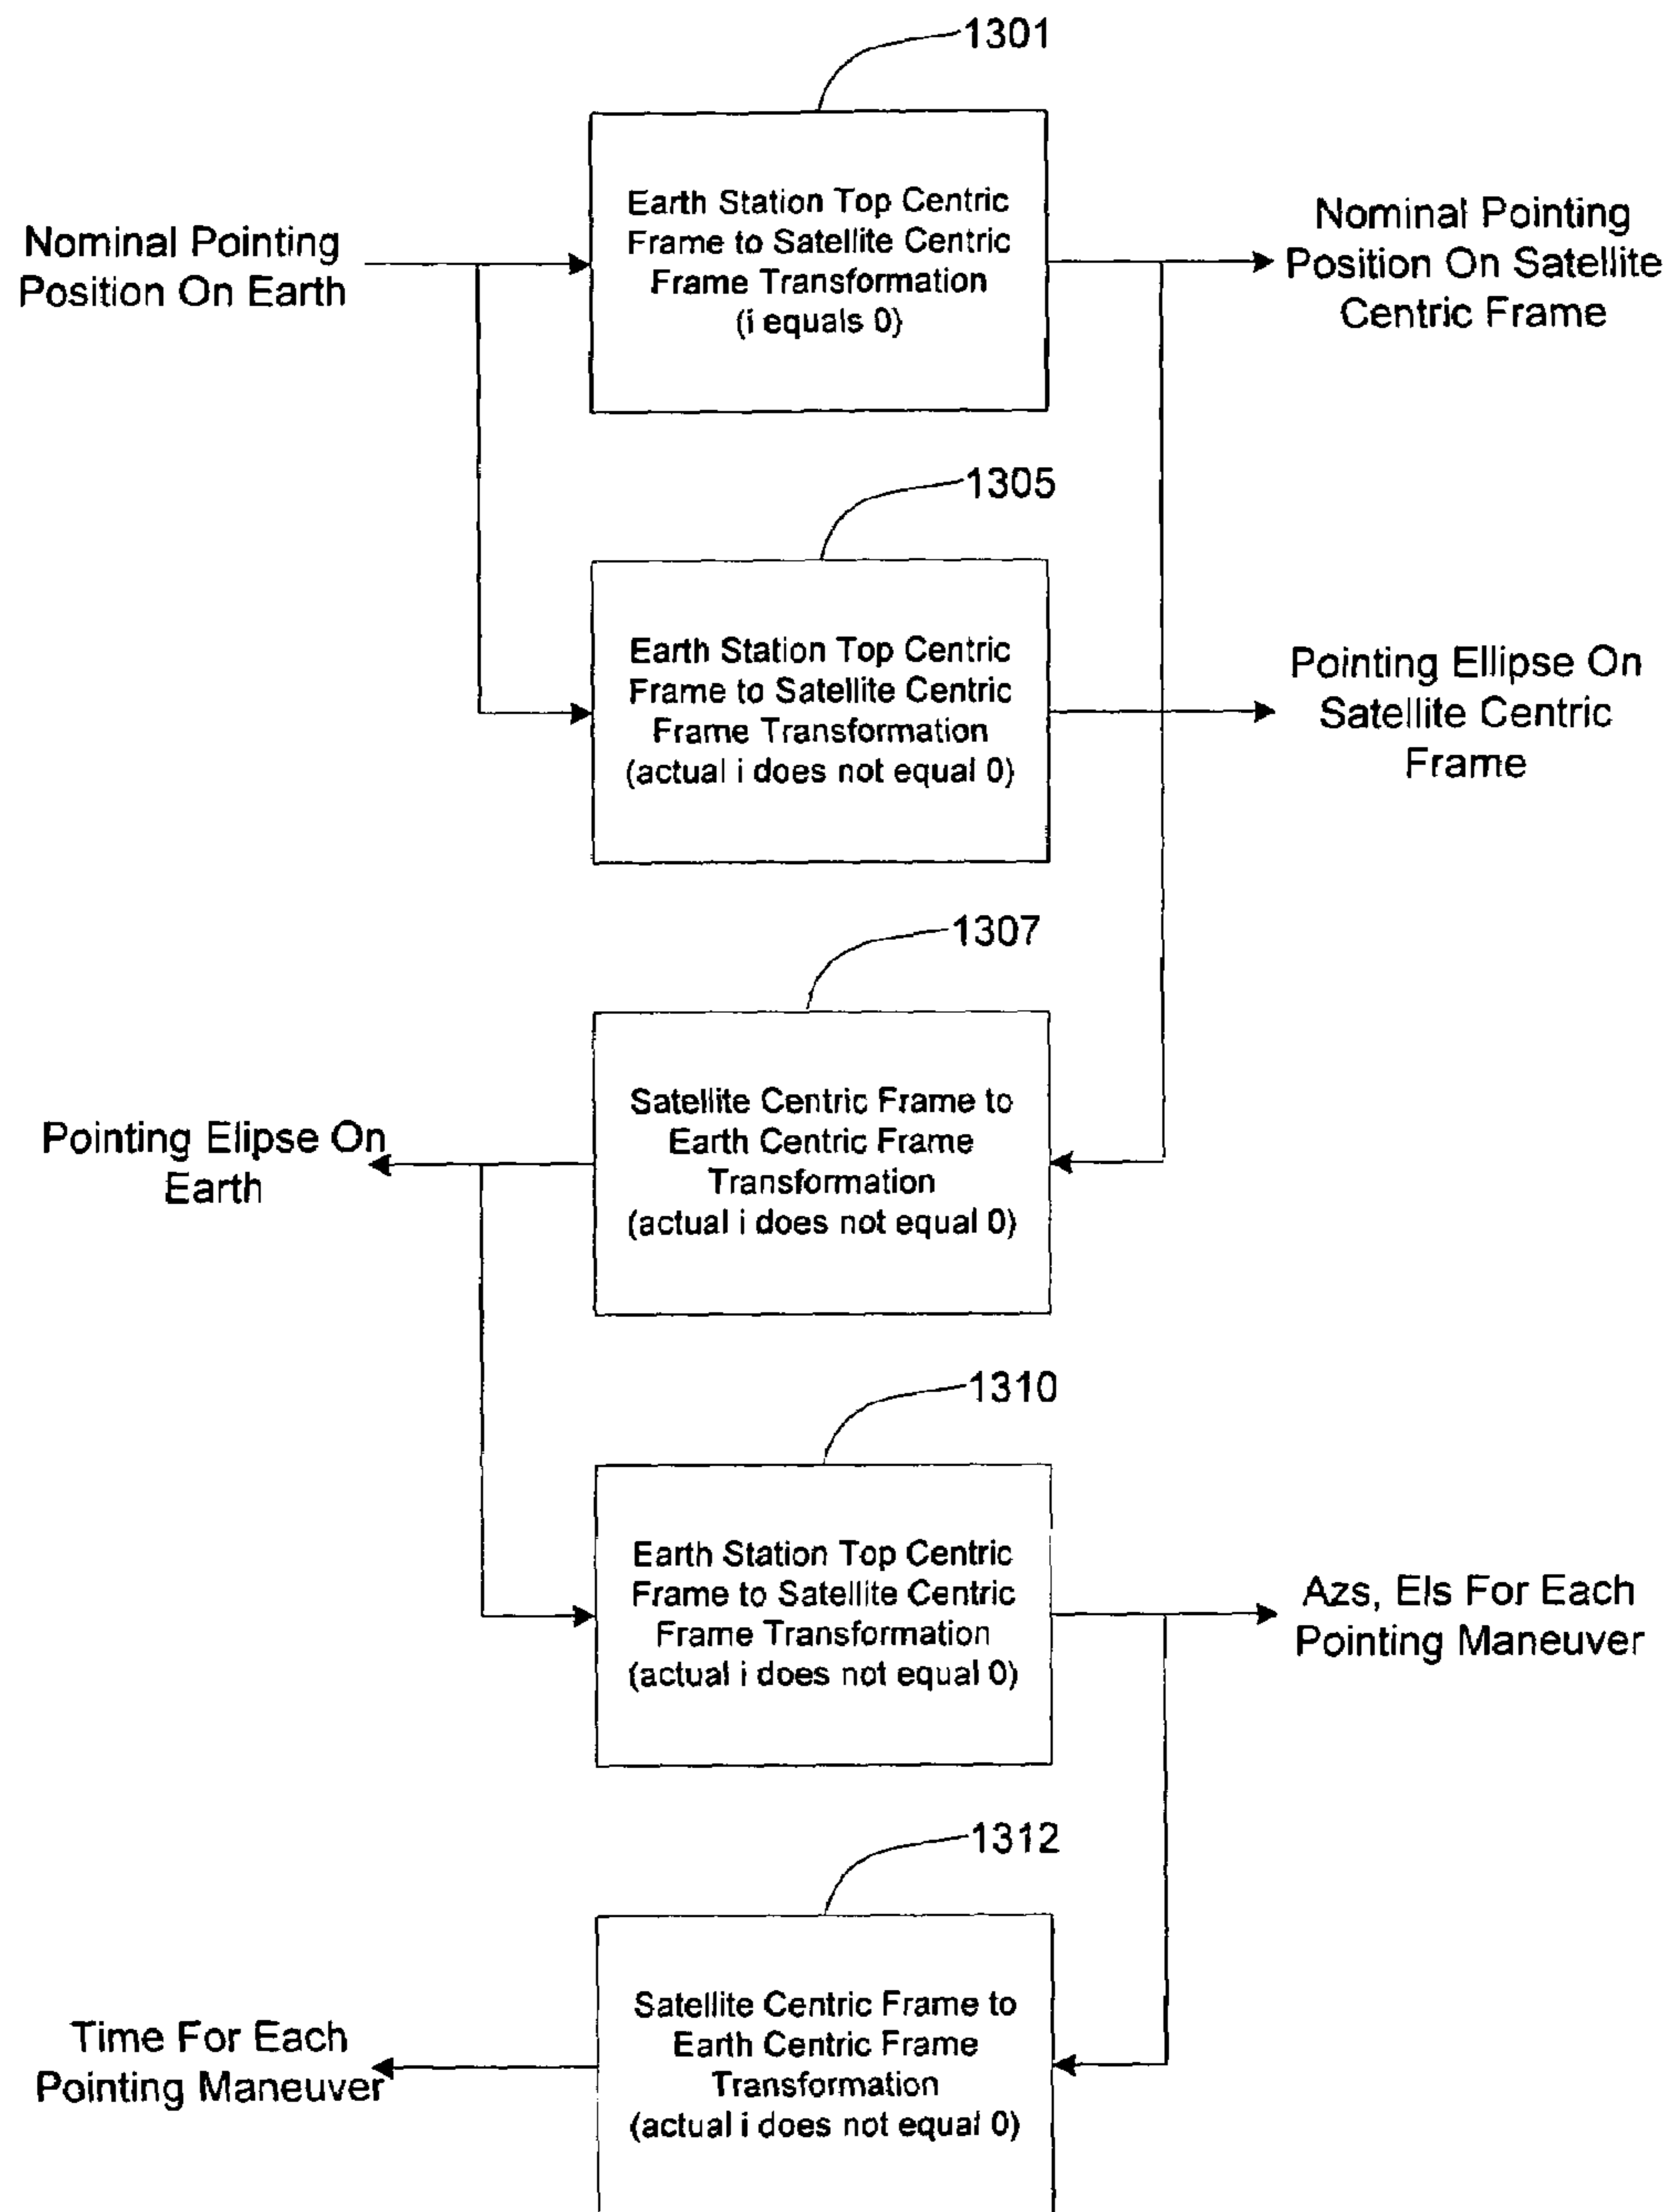 1301
Nominal Pointing
Position On Earth
Earth Station Top Centric
Frame to Satellite Centric
Frame Transformation
(i equals 0)
Nominal Pointing
Position On Satellite
Centric Frame
1305
Earth Station Top Centric
Frame to Satellite Centric
Frame Transformation
(actual i does not equal 0)
Pointing Ellipse On
Satellite Centric
Frame
1307
Pointing Elipse On
Earth
Satellite Centric Frame to
Earth Centric Frame
Transformation
(actual i does not equal 0)
1310
Earth Station Top Centric
Frame to Satellite Centric
Frame Transformation
(actual i does not equal 0)
Azs, Els For Each
Pointing Maneuver
1312
Time For Each
Pointing Maneuver
Satellite Centric Frame to
Earth Centric Frame
Transformation
(actual i does not equal 0)